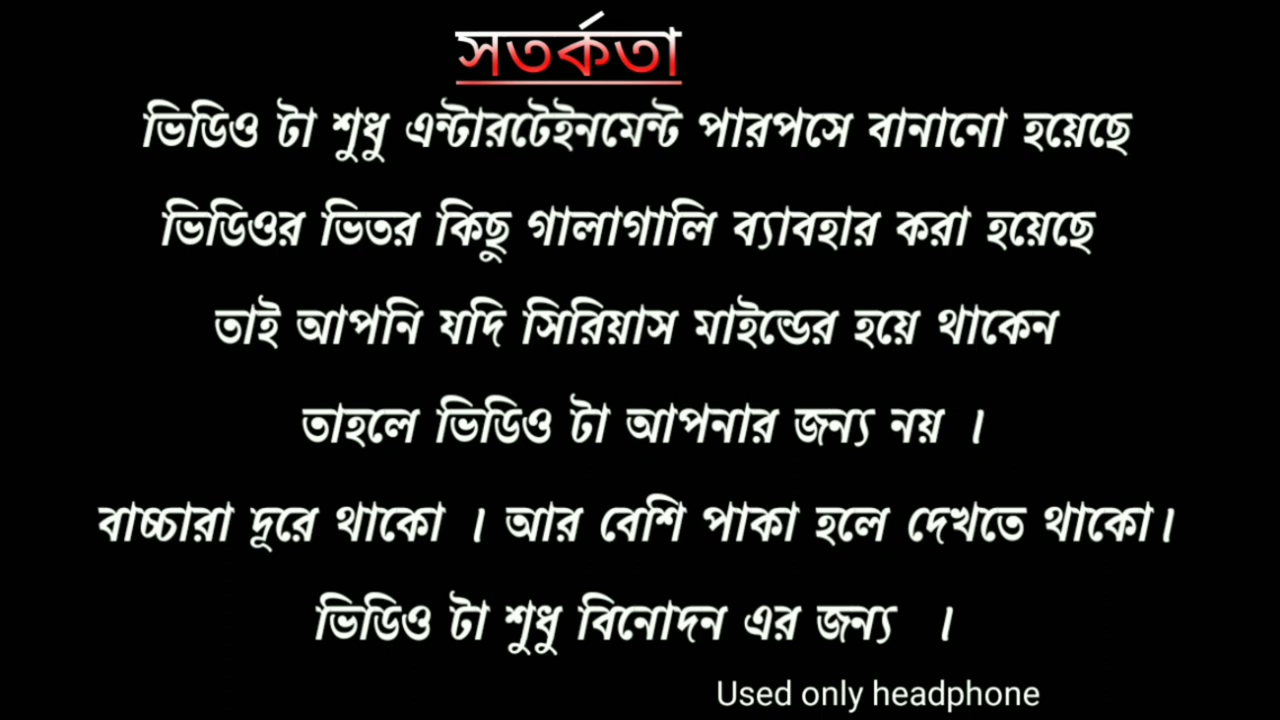 সতর্কতা
ভিডিও টা শুধু এন্টারটেইনমেন্ট পারপসে বানানো হয়েছে
ভিডিওর ভিতর কিছু গালাগালি ব্যাবহার করা হয়েছে
তাই আপনি যদি সিরিয়াস মাইন্ডের হয়ে থাকেন
তাহলে ভিডিও টা আপনার জন্য নয় ।
বাচ্চারা দূরে থাকো । আর বেশি পাকা হলে দেখতে থাকো।
ভিডিও টা শুধু বিনোদন এর জন্য ।
Used only headphone